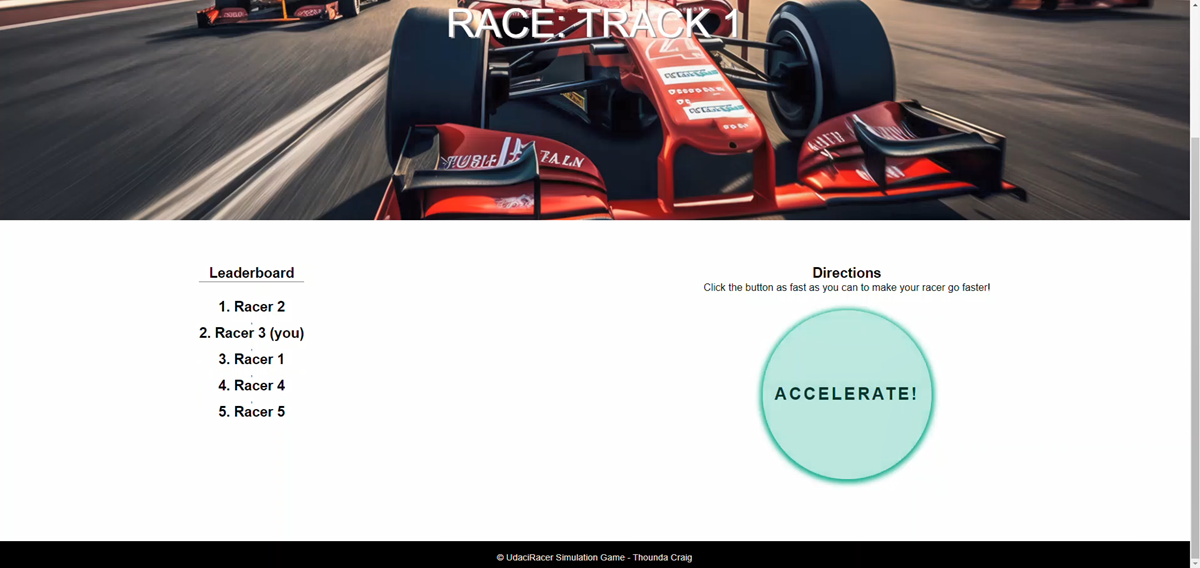 RACE: TRACK 1
4
Leaderboard
1. Racer 2
2. Racer 3 (you)
3. Racer 1
4. Racer 4
5. Racer 5
Directions
Click the button as fast as you can to make your racer go faster!
ACCELERATE!
© UdaciRacer Simulation Game - Thounda Craig